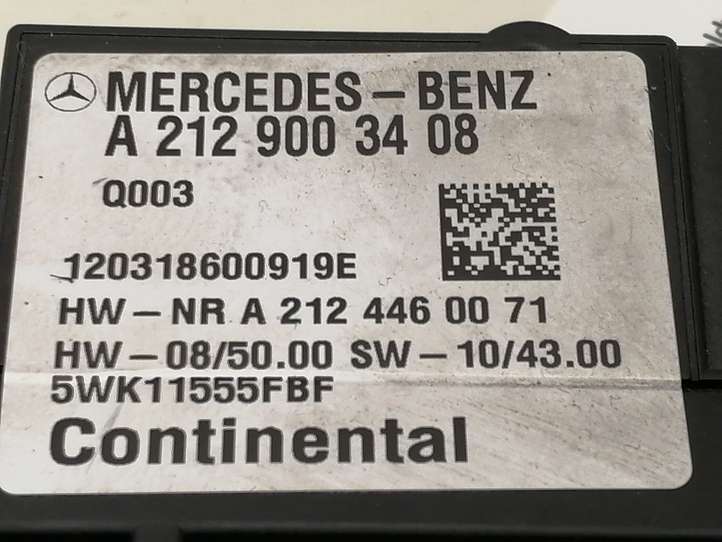 MERCEDES-BENZ
A 212 900 34 08
Q003
120318600919E
HW-NR A 212 446 00 71
HW-08/50.00 SW-10/43.00
5WK11555FBF
Continental